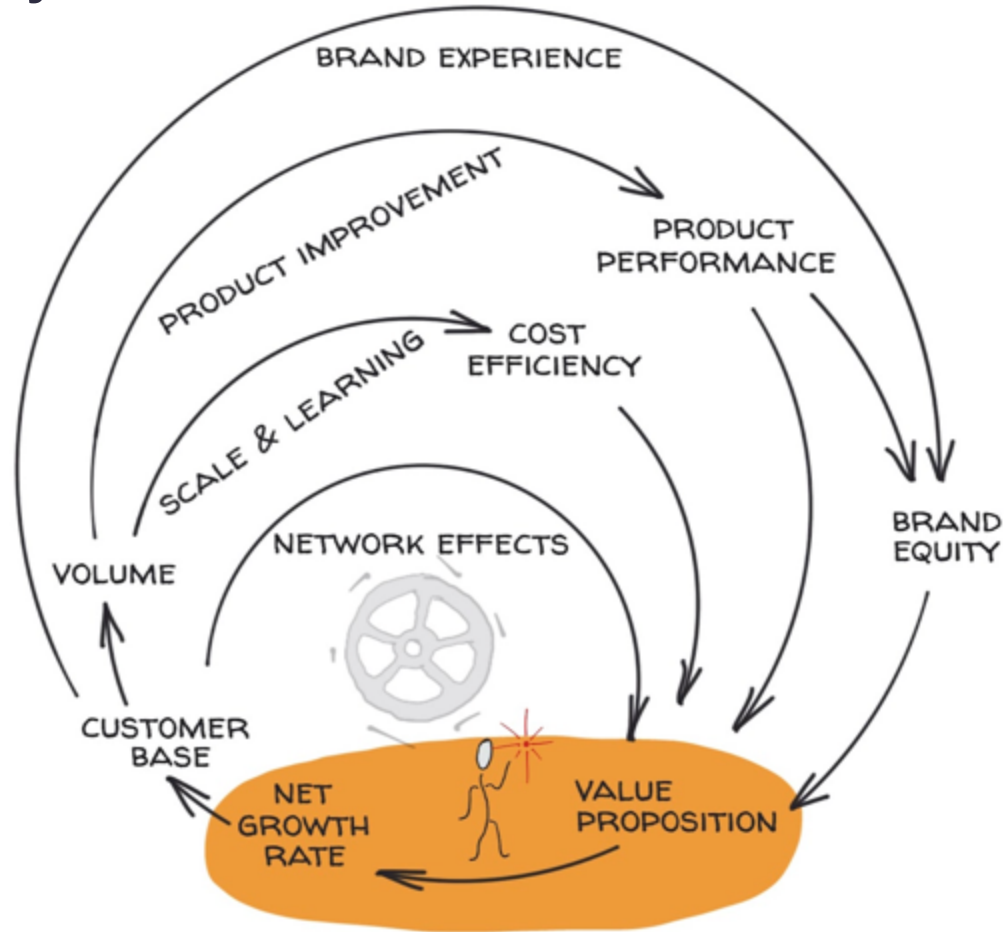 BRAND EXPERIENCE
PRODUCT IMPROVEMENT
PRODUCT
PERFORMANCE
SCALE & LEARNING
COST
EFFICIENCY
NETWORK EFFECTS
BRAND
EQUITY
VOLUME
CUSTOMER
BASE
NET
GROWTH
RATE
VALUE
PROPOSITION